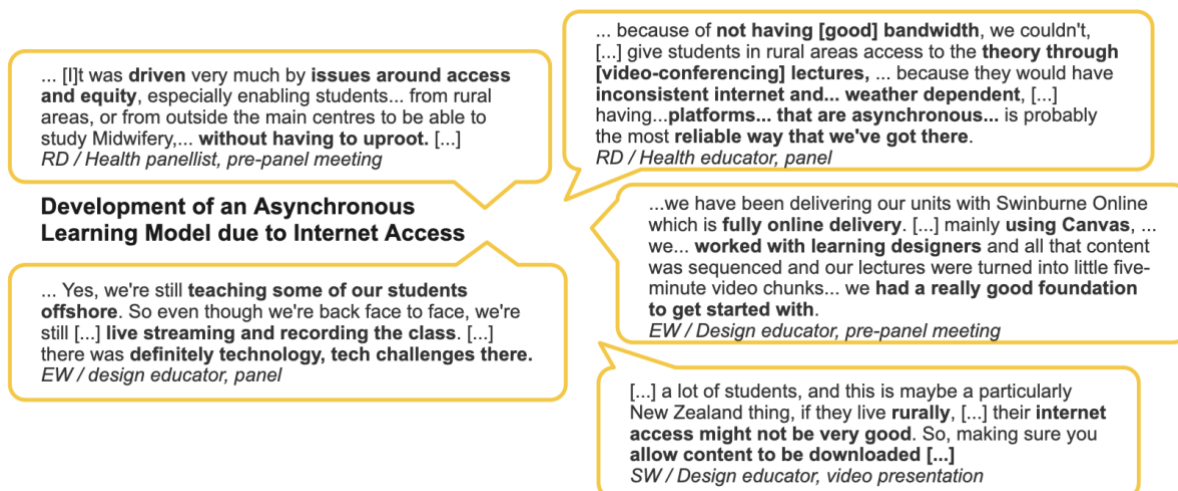 ... [I]t was driven very much by issues around access
and equity, especially enabling students... from rural
areas, or from outside the main centres to be able to
study Midwifery,... without having to uproot. [...]
RD / Health panellist, pre-panel meeting
... because of not having [good] bandwidth, we couldn't,
[...] give students in rural areas access to the theory through
[video-conferencing] lectures, ... because they would have
inconsistent internet and... weather dependent, [...]
having...platforms... that are asynchronous... is probably
the most reliable way that we've got there.
RD / Health educator, panel
Development of an Asynchronous
Learning Model due to Internet Access
...we have been delivering our units with Swinburne Online
which is fully online delivery. [...] mainly using Canvas, ...
we... worked with learning designers and all that content
was sequenced and our lectures were turned into little five-
minute video chunks... we had a really good foundation
to get started with.
EW / Design educator, pre-panel meeting
... Yes, we're still teaching some of our students
offshore. So even though we're back face to face, we're
still [...] live streaming and recording the class. [...]
there was definitely technology, tech challenges there.
EW / design educator, panel
[...] a lot of students, and this is maybe a particularly
New Zealand thing, if they live rurally, [...] their internet
access might not be very good. So, making sure you
allow content to be downloaded [...]
SW / Design educator, video presentation